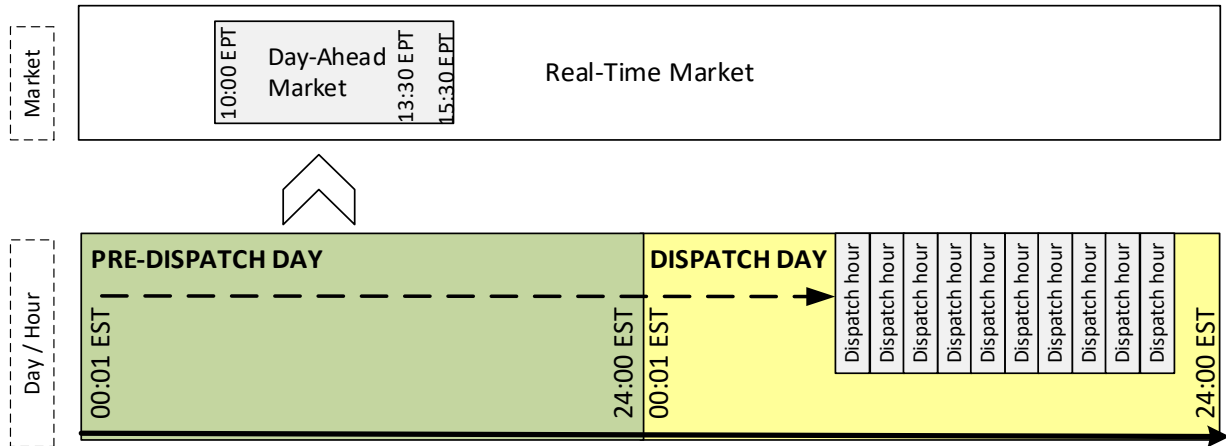 Market
10:00 EPT
Day-Ahead
Market
13:30 EPT
15:30 EPT
Real-Time Market
Day / Hour
PRE-DISPATCH DAY
00:01 EST
24:00 EST
DISPATCH DAY
00:01 EST
Dispatch hour
Dispatch hour
Dispatch hour
Dispatch hour
Dispatch hour
Dispatch hour
Dispatch hour
Dispatch hour
Dispatch hour
Dispatch hour
24:00 EST